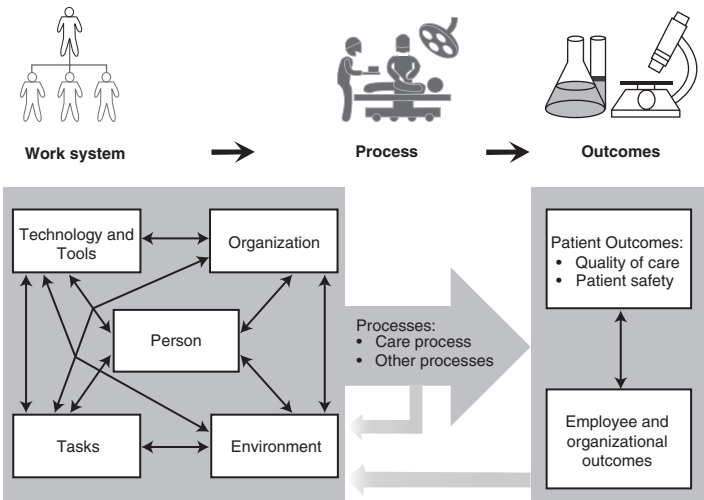 Work system
Process
Outcomes
Technology and
Tools
Organization
Person
Tasks
Environment
Processes:
• Care process
• Other processes
Patient Outcomes:
• Quality of care
• Patient safety
Employee and
organizational
outcomes